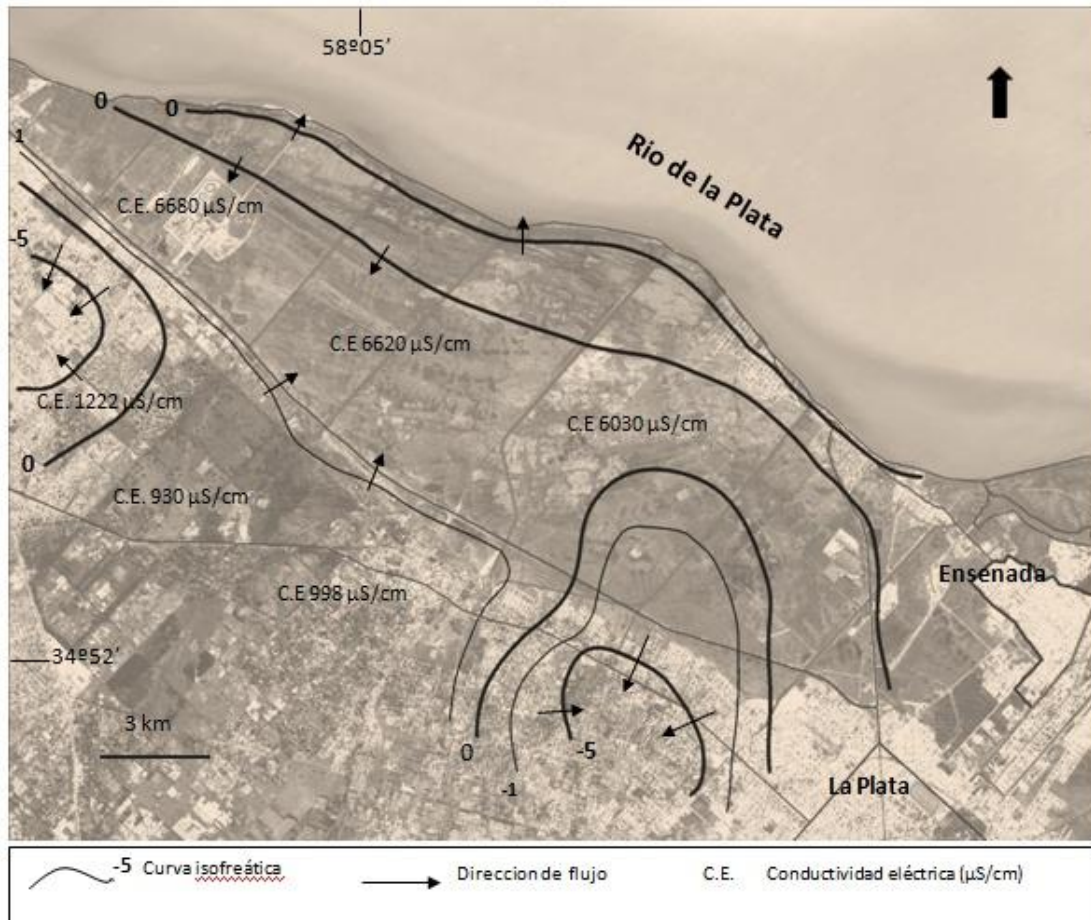 58º05'
0
0
Rio de la Plata
1
C.E. 6680 µS/cm
-5
C.E 6620 µS/cm
C.E. 1222 µS/cm
C.E 6030 µS/cm
0
C.E. 930 µS/cm
Ensenada
C.E 998 µS/cm
34º52'
3 km
0
-5
La Plata
-1
-5 Curva isofreática
Direccion de flujo
C.E. Conductividad eléctrica (µS/cm)